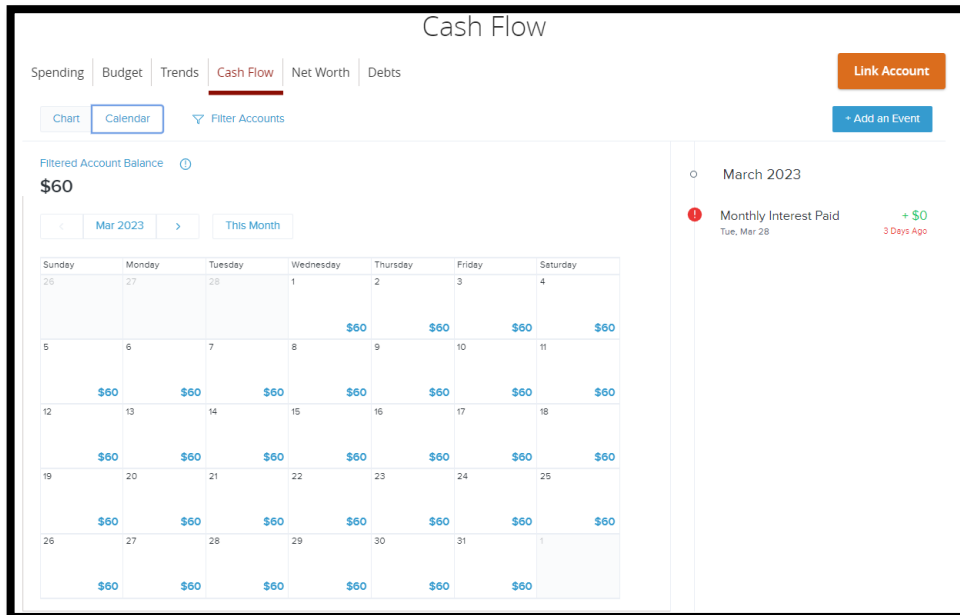 Cash Flow
Spending Budget Trends Cash Flow Net Worth Debts
Link Account
Chart Calendar Filter Accounts
+ Add an Event
Filtered Account Balance
$60
Mar 2023 This Month
Sunday Monday Tuesday Wednesday Thursday Friday Saturday
26 27 28 1 2 3 4
$60 $60 $60 $60
5 6 7 8 9 10 11
$60 $60 $60 $60 $60 $60 $60
12 13 14 15 16 17 18
$60 $60 $60 $60 $60 $60 $60
19 20 21 22 23 24 25
$60 $60 $60 $60 $60 $60 $60
26 27 28 29 30 31 1
$60 $60 $60 $60 $60 $60
March 2023
Monthly Interest Paid + $0
Tue, Mar 28 3 Days Ago